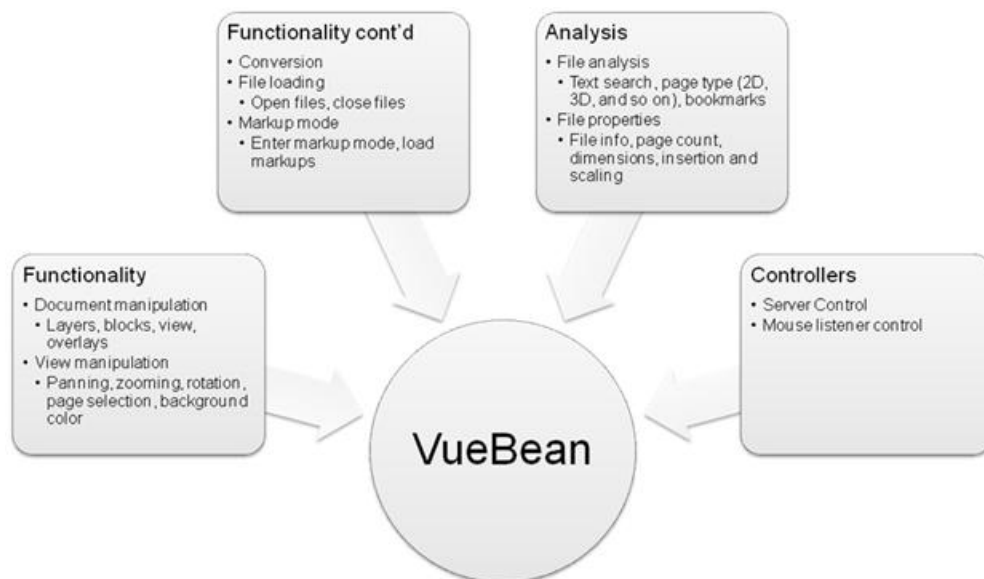 Functionality cont'd
• Conversion
• File loading
• Open files, close files
• Markup mode
• Enter markup mode, load
markups
Analysis
• File analysis
• Text search, page type (2D,
3D, and so on), bookmarks
• File properties
• File info, page count,
dimensions, insertion and
scaling
Functionality
• Document manipulation
• Layers, blocks, view,
overlays
• View manipulation
• Panning, zooming, rotation,
page selection, background
color
Controllers
• Server Control
• Mouse listener control
VueBean